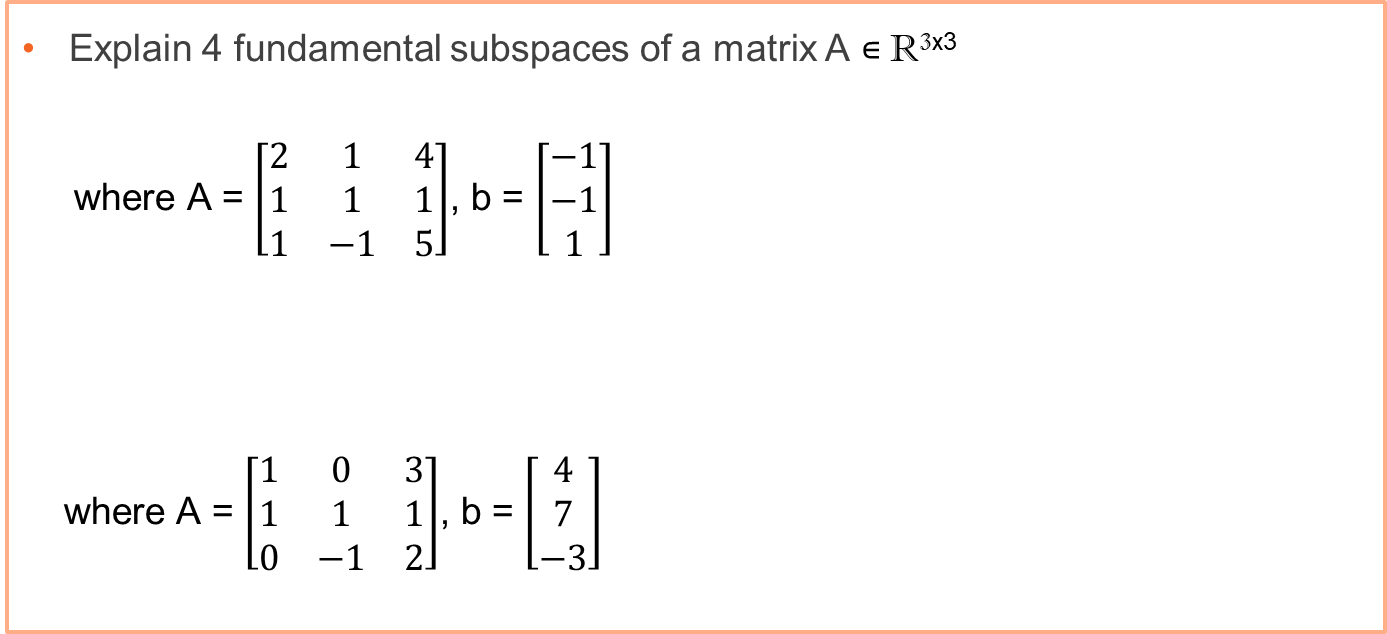 • Explain 4 fundamental subspaces of a matrix A ∈ ℝ³ˣ³
where A = [2 1 4; 1 1 1; 1 −1 5], b = [−1; −1; 1]
where A = [1 0 3; 1 1 1; 0 −1 2], b = [4; 7; −3]